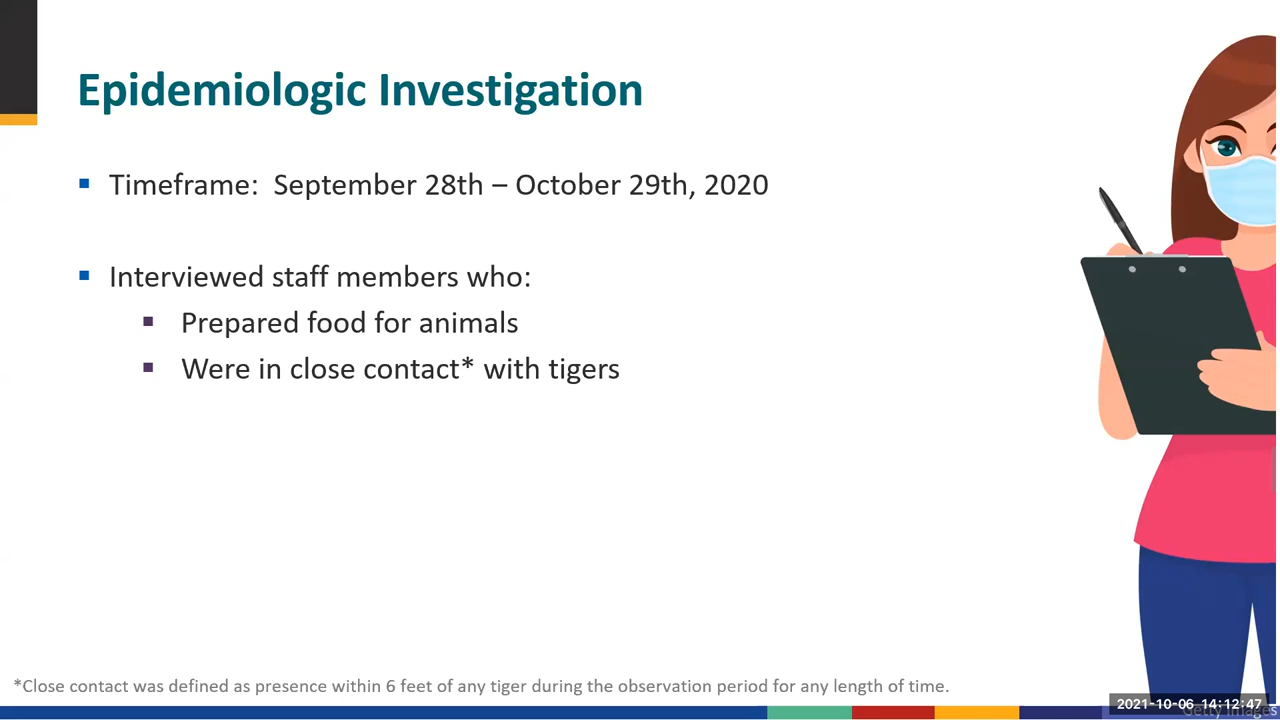 Epidemiologic Investigation
▪ Timeframe:  September 28th – October 29th, 2020
▪ Interviewed staff members who:
▪ Prepared food for animals
▪ Were in close contact* with tigers
*Close contact was defined as presence within 6 feet of any tiger during the observation period for any length of time.
2021-10-06 14:12:47
Getty Images